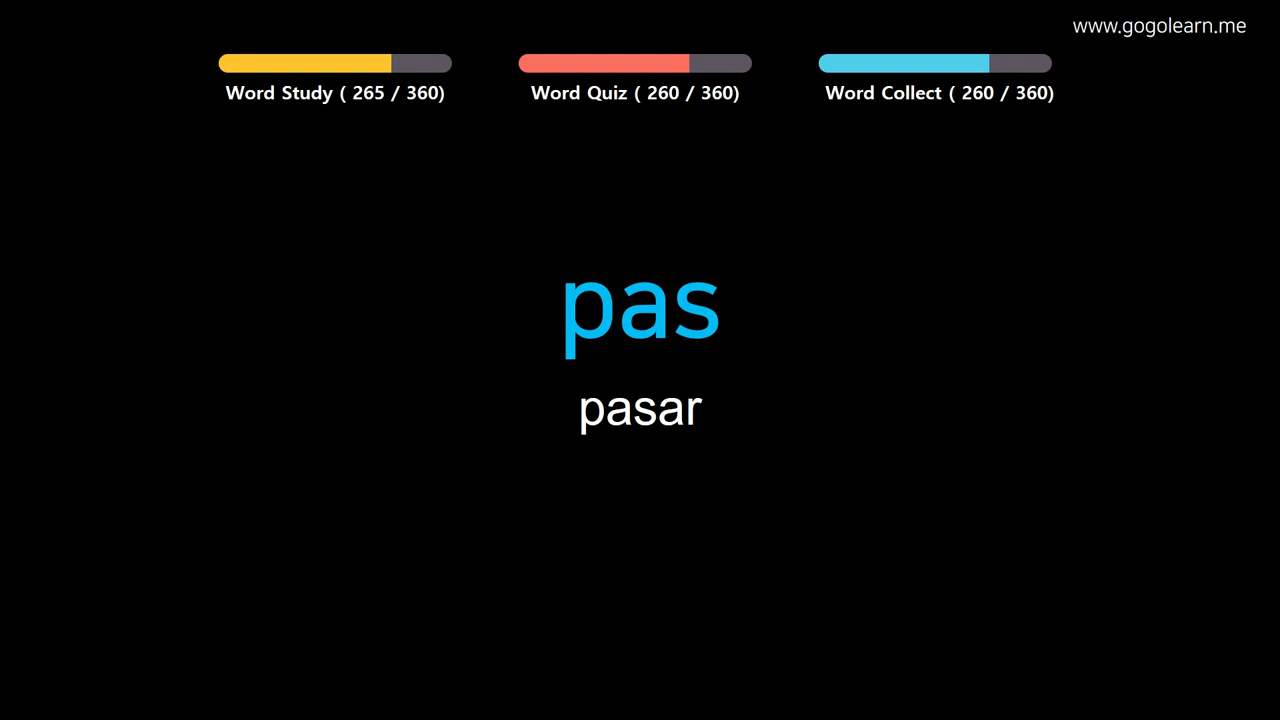 www.gogolearn.me
Word Study ( 265 / 360)
Word Quiz ( 260 / 360)
Word Collect ( 260 / 360)
pas
pasar